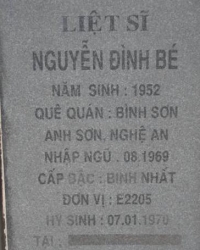 LIỆT SĨ
NGUYỄN ĐÌNH BÉ
NĂM SINH : 1952
QUÊ QUÁN : BÌNH SƠN
ANH SƠN, NGHỆ AN
NHẬP NGŨ : 08.1969
CẤP BẬC : BINH NHẤT
ĐƠN VỊ : E2205
HY SINH : 07.01.1970
TẠI :